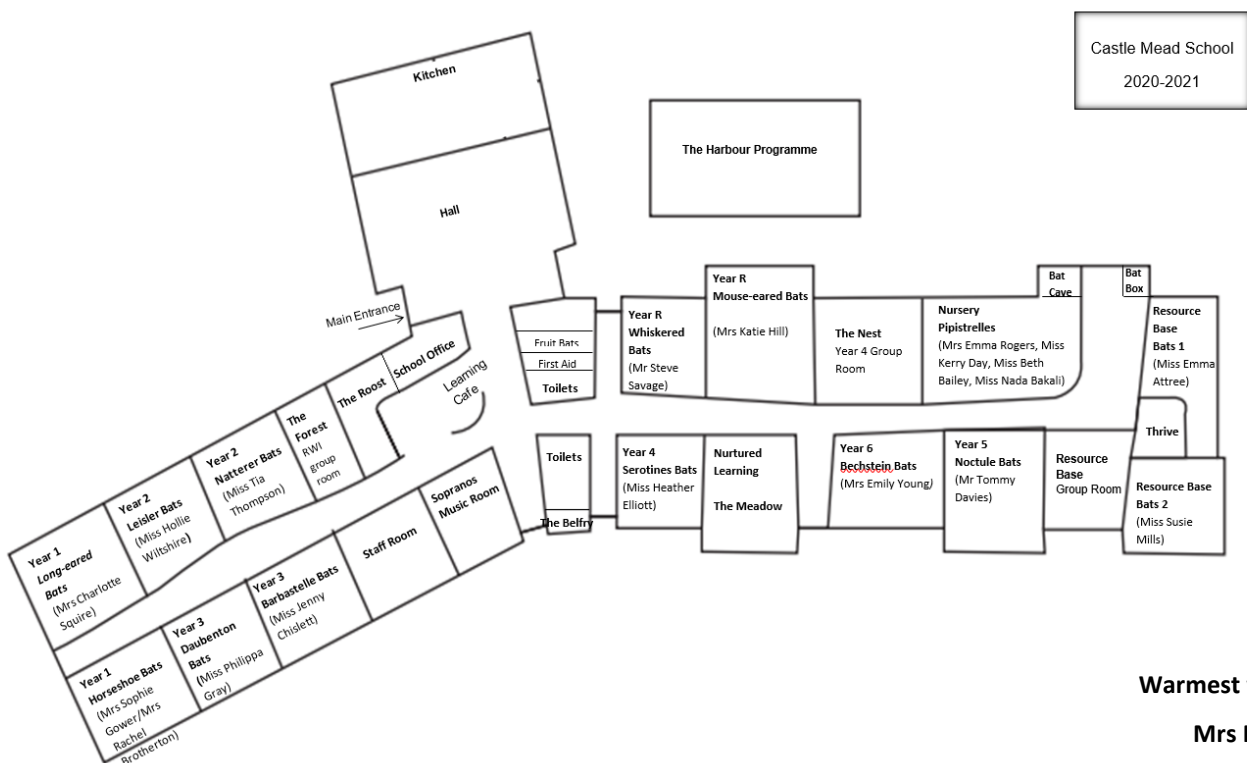 Castle Mead School
2020-2021
Kitchen
The Harbour Programme
Hall
Main Entrance
School Office
The Roost
Learning
Cafe
Fruit Bats
First Aid
Toilets
Year R
Whiskered
Bats
(Mr Steve
Savage)
Year R
Mouse-eared Bats
(Mrs Katie Hill)
The Nest
Year 4 Group
Room
Nursery
Pipistrelles
(Mrs Emma Rogers, Miss
Kerry Day, Miss Beth
Bailey, Miss Nada Bakali)
Bat
Cave
Bat
Box
Resource
Base
Bats 1
(Miss Emma
Attree)
Thrive
The
Forest
RWI
group
room
Year 2
Natterer Bats
(Miss Tia
Thompson)
Year 2
Leisler Bats
(Miss Hollie
Wiltshire)
Year 1
Long-eared
Bats
(Mrs Charlotte
Squire)
Year 1
Horseshoe Bats
(Mrs Sophie
Gower/Mrs
Rachel
Brotherton)
Year 3
Daubenton
Bats
(Miss Philippa
Gray)
Year 3
Barbastelle Bats
(Miss Jenny
Chislett)
Staff Room
Sopranos
Music Room
Toilets
The Belfry
Year 4
Serotines Bats
(Miss Heather
Elliott)
Nurtured
Learning
The Meadow
Year 6
Bechstein Bats
(Mrs Emily Young)
Year 5
Noctule Bats
(Mr Tommy
Davies)
Resource
Base
Group Room
Resource Base
Bats 2
(Miss Susie
Mills)
Warmest
Mrs